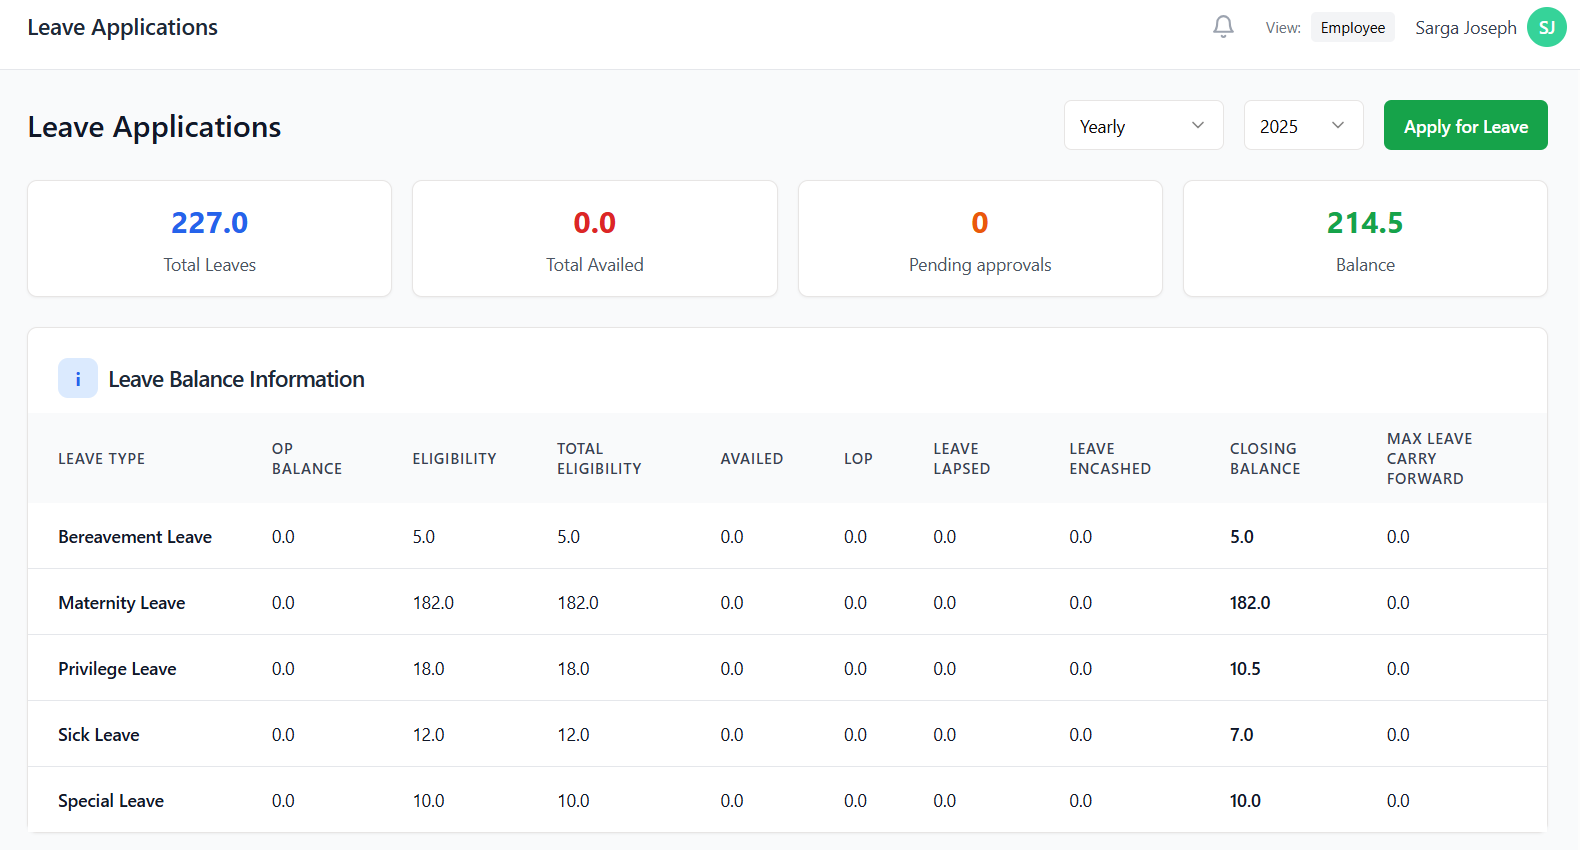 Leave Applications
View: Employee Sarga Joseph SJ
Leave Applications
Yearly 2025 Apply for Leave
227.0 0.0 0 214.5
Total Leaves Total Availed Pending approvals Balance
i Leave Balance Information
LEAVE TYPE OP BALANCE ELIGIBILITY TOTAL ELIGIBILITY AVAILED LOP LEAVE LAPSED LEAVE ENCASHED CLOSING BALANCE MAX LEAVE CARRY FORWARD
Bereavement Leave 0.0 5.0 5.0 0.0 0.0 0.0 0.0 5.0 0.0
Maternity Leave 0.0 182.0 182.0 0.0 0.0 0.0 0.0 182.0 0.0
Privilege Leave 0.0 18.0 18.0 0.0 0.0 0.0 0.0 10.5 0.0
Sick Leave 0.0 12.0 12.0 0.0 0.0 0.0 0.0 7.0 0.0
Special Leave 0.0 10.0 10.0 0.0 0.0 0.0 0.0 10.0 0.0